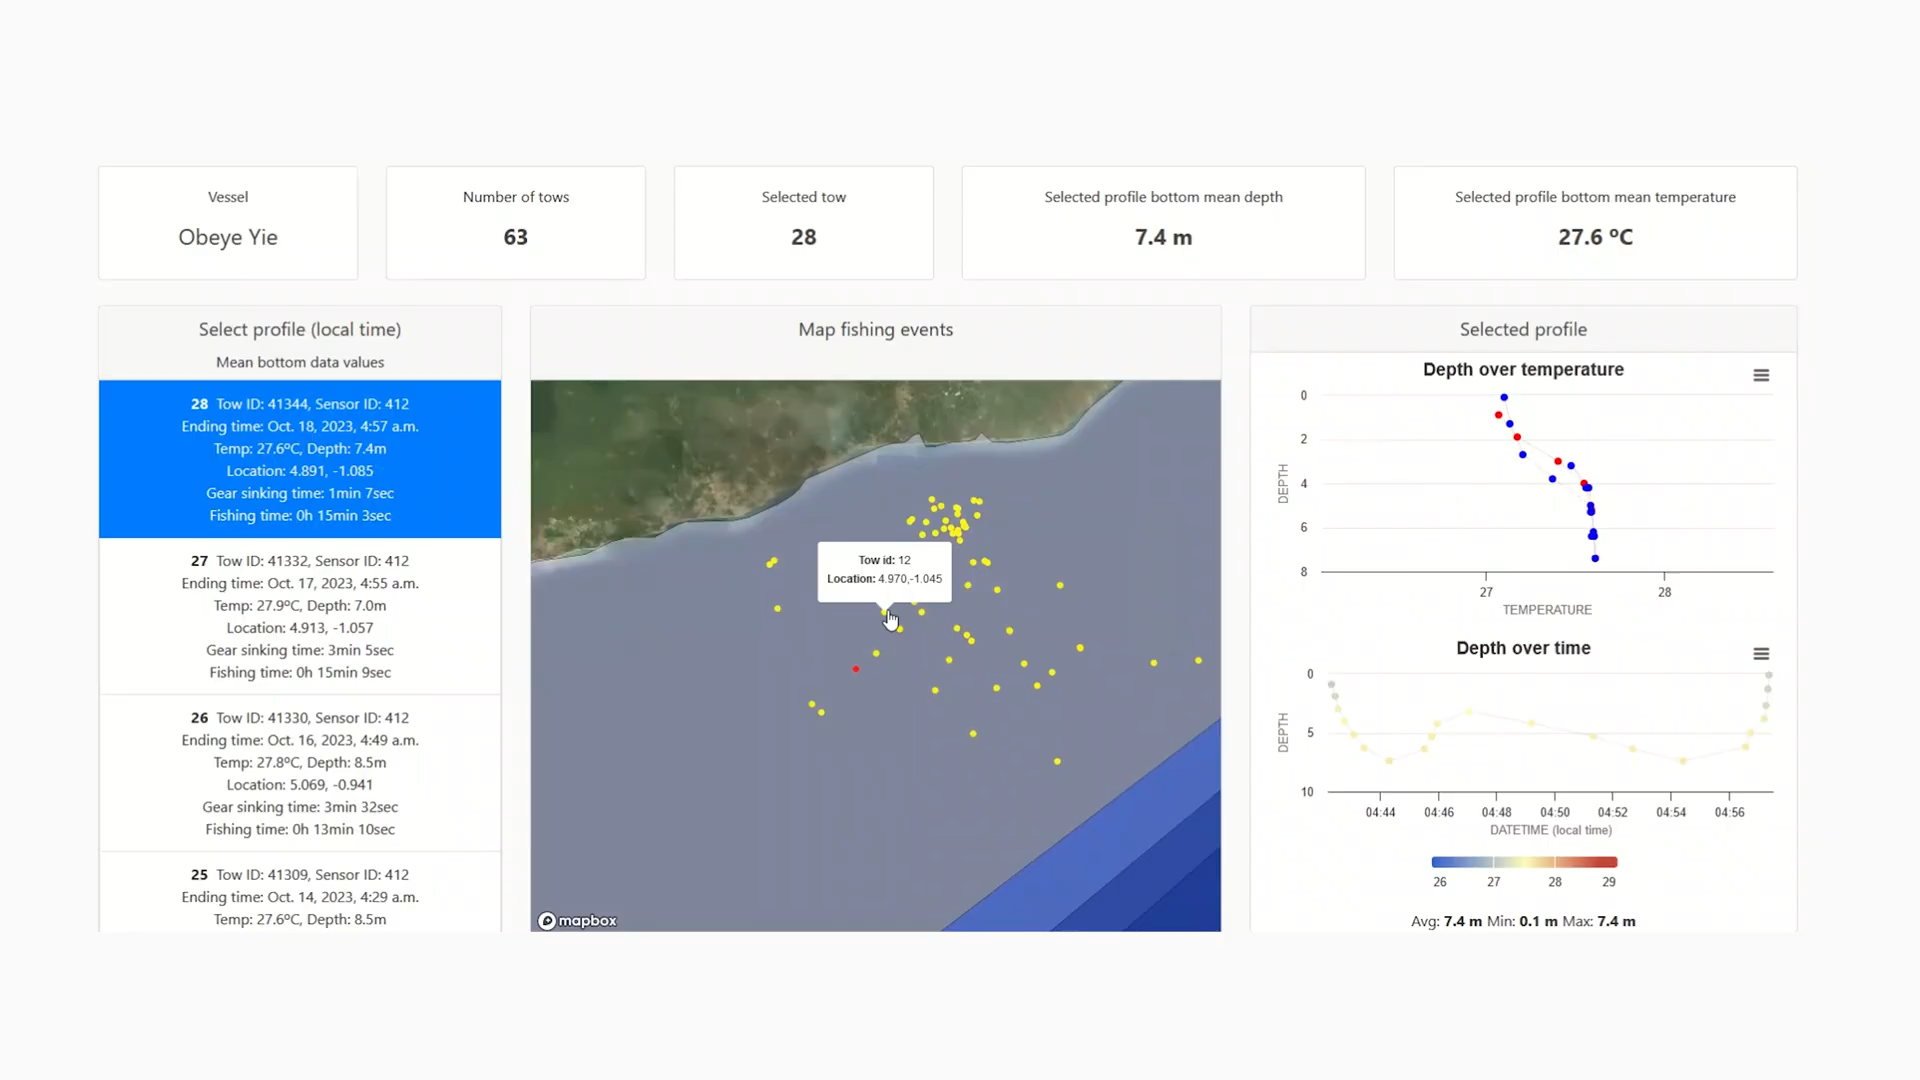 Vessel
Obeye Yie
Number of tows
63
Selected tow
28
Selected profile bottom mean depth
7.4 m
Selected profile bottom mean temperature
27.6 ºC
Select profile (local time)
Mean bottom data values
28 Tow ID: 41344, Sensor ID: 412
Ending time: Oct. 18, 2023, 4:57 a.m.
Temp: 27.6ºC, Depth: 7.4m
Location: 4.891, -1.085
Gear sinking time: 1min 7sec
Fishing time: 0h 15min 3sec
27 Tow ID: 41332, Sensor ID: 412
Ending time: Oct. 17, 2023, 4:55 a.m.
Temp: 27.9ºC, Depth: 7.0m
Location: 4.913, -1.057
Gear sinking time: 3min 5sec
Fishing time: 0h 15min 9sec
26 Tow ID: 41330, Sensor ID: 412
Ending time: Oct. 16, 2023, 4:49 a.m.
Temp: 27.8ºC, Depth: 8.5m
Location: 5.069, -0.941
Gear sinking time: 3min 32sec
Fishing time: 0h 13min 10sec
25 Tow ID: 41309, Sensor ID: 412
Ending time: Oct. 14, 2023, 4:29 a.m.
Temp: 27.6ºC, Depth: 8.5m
Map fishing events
Tow id: 12
Location: 4.970,-1.045
mapbox
Selected profile
Depth over temperature
0
2
4
6
8
DEPTH
27 28
TEMPERATURE
Depth over time
0
5
10
DEPTH
04:44 04:46 04:48 04:50 04:52 04:54 04:56
DATETIME (local time)
26 27 28 29
Avg: 7.4 m Min: 0.1 m Max: 7.4 m